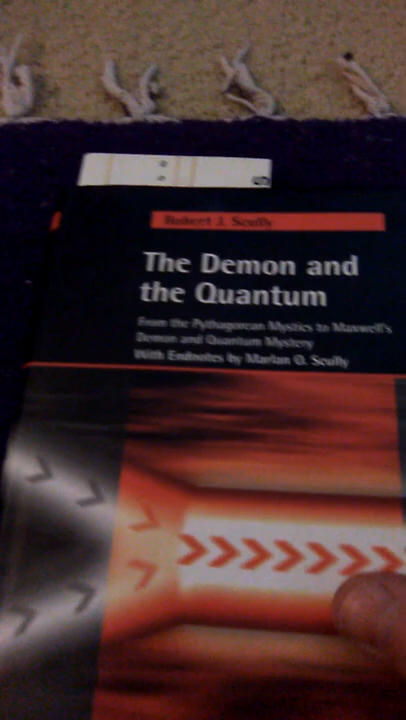 Robert J. Scully
The Demon and
the Quantum
From the Pythagorean Mystics to Maxwell's
Demon and Quantum Mystery
With Endnotes by Marlan O. Scully